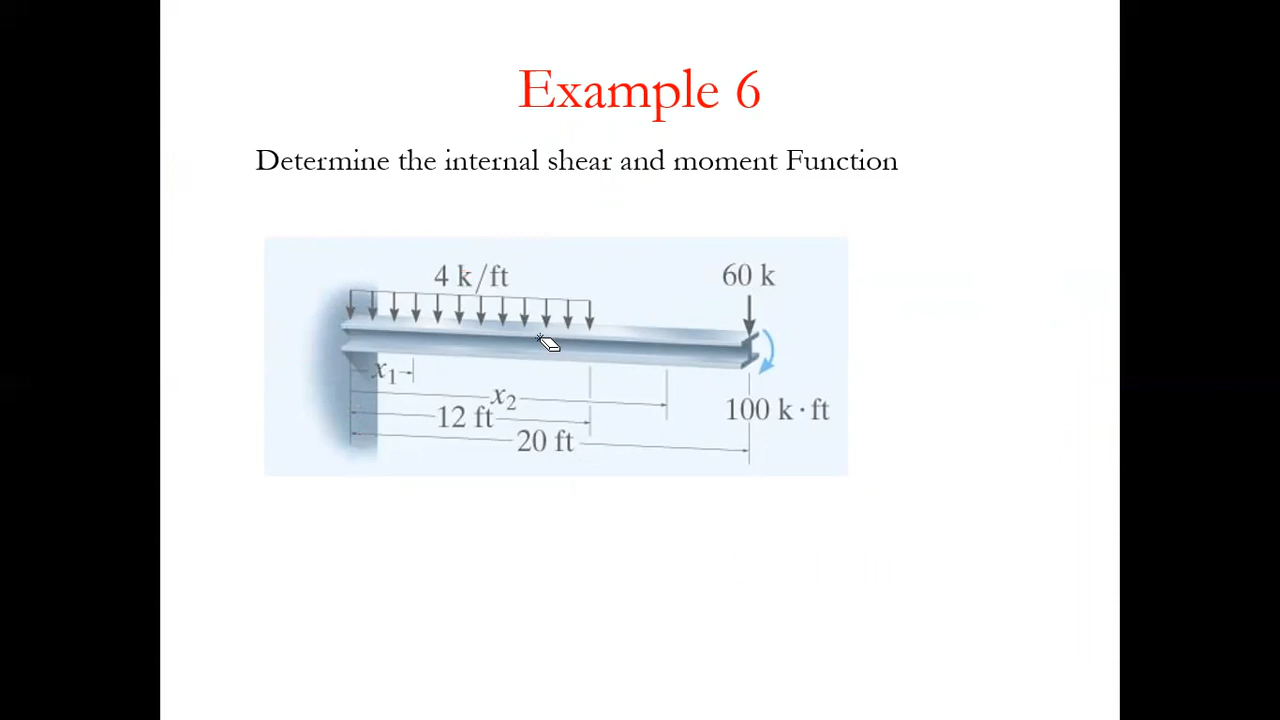 Example 6
Determine the internal shear and moment Function
4 k/ft
60 k
x₁
x₂
12 ft
100 k·ft
20 ft